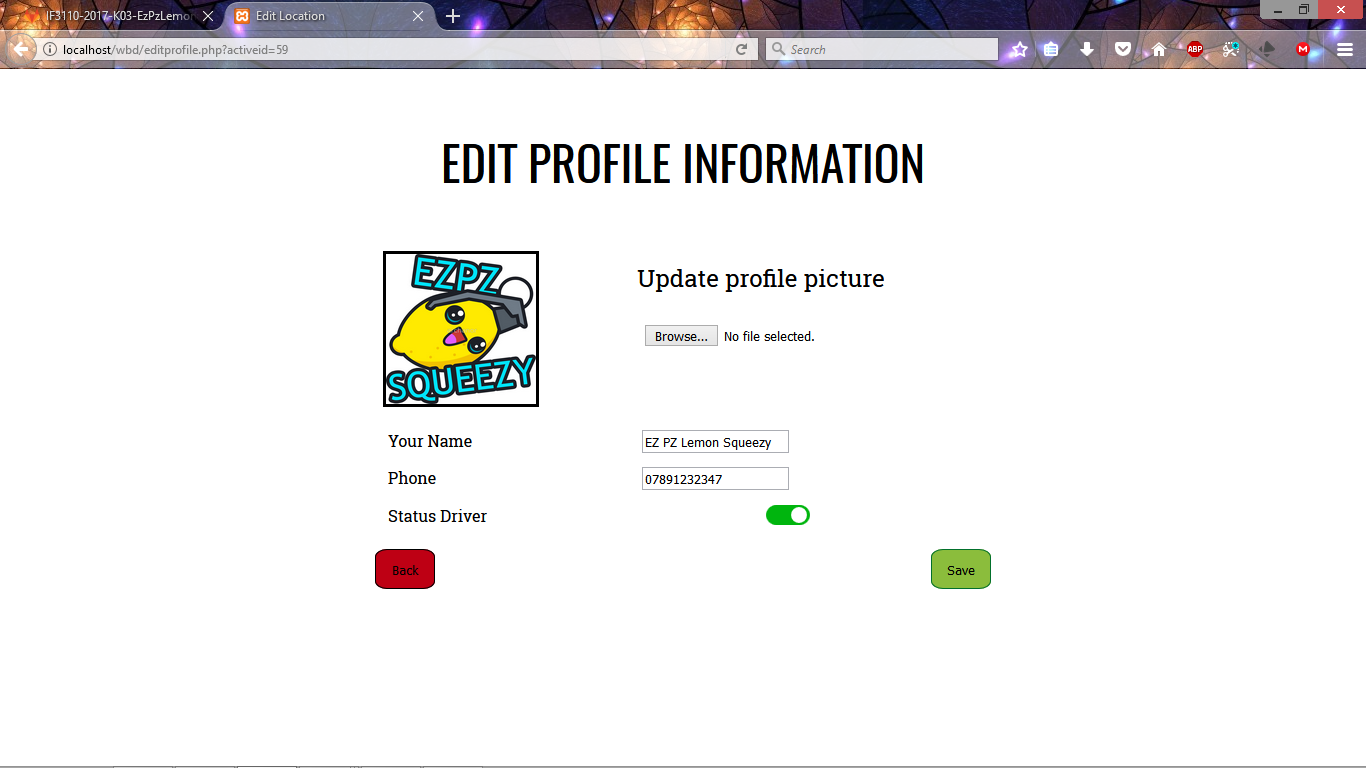 IF3110-2017-K03-EzPzLemon
Edit Location
localhost/wbd/editprofile.php?activeid=59
Search
ABP
M
EDIT PROFILE INFORMATION
EZPZ
SQUEEZY
Update profile picture
Browse... No file selected.
Your Name EZ PZ Lemon Squeezy
Phone 07891232347
Status Driver
Back Save